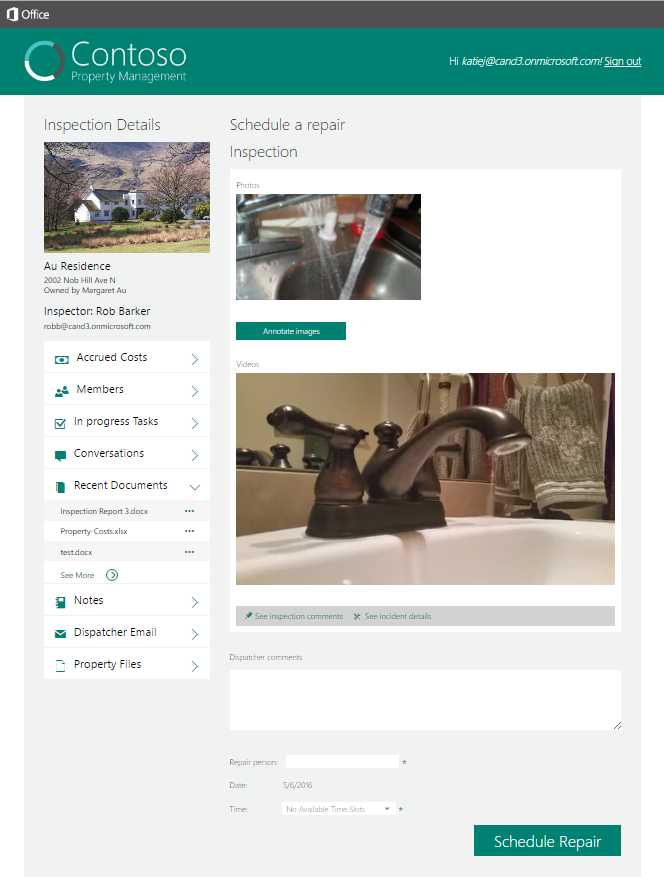 Office
Contoso
Property Management
Hi katiej@cand3.onmicrosoft.com! Sign out
Inspection Details
Au Residence
2002 Nob Hill Ave N
Owned by Margaret Au
Inspector: Rob Barker
robb@cand3.onmicrosoft.com
Accrued Costs
Members
In progress Tasks
Conversations
Recent Documents
Inspection Report 3.docx
Property-Costs.xlsx
test.docx
See More
Notes
Dispatcher Email
Property Files
Schedule a repair
Inspection
Photos
Annotate images
Videos
See inspection comments See incident details
Dispatcher comments
Repair person: *
Date: 5/6/2016
Time: No Available Time Slots *
Schedule Repair